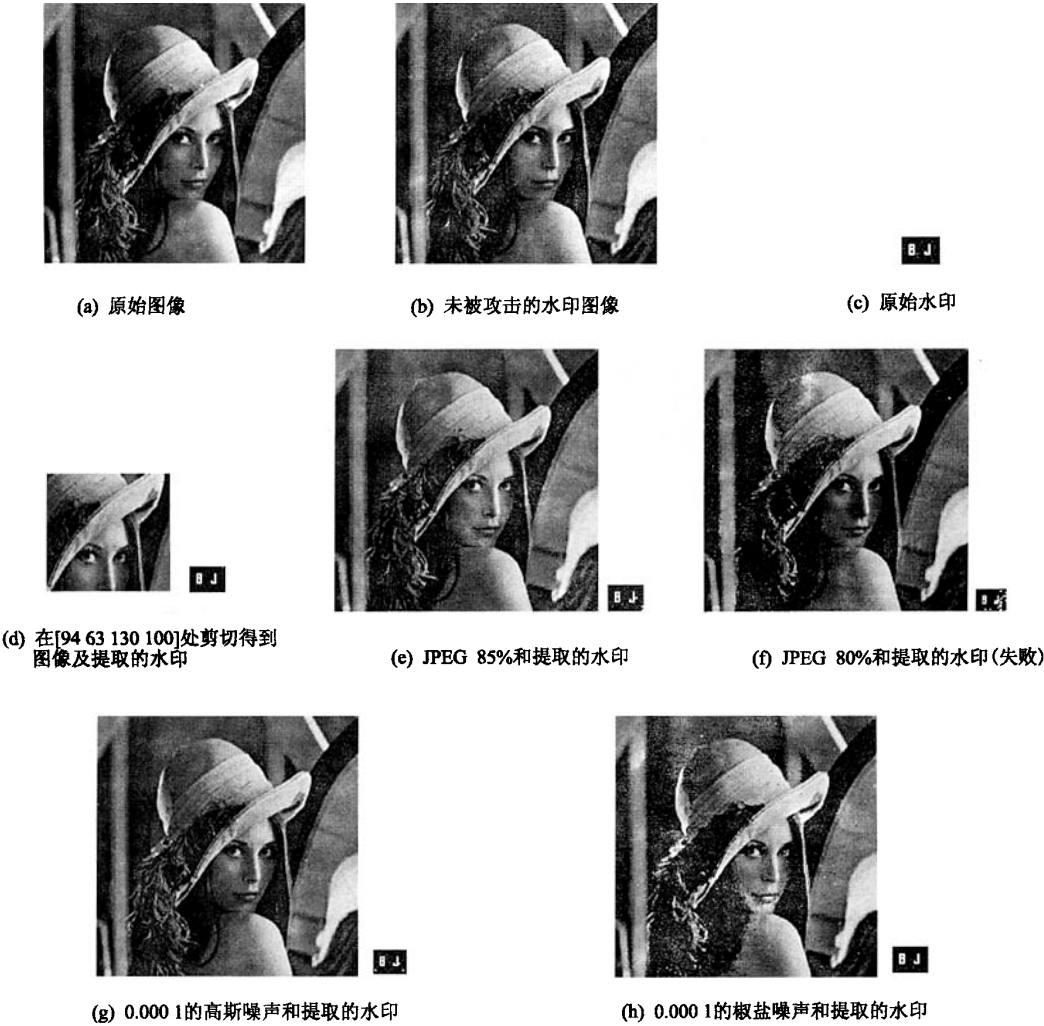 B J
(a) 原始图像
(b) 未被攻击的水印图像
(c) 原始水印
B J
B J
B J
(d) 在[94 63 130 100]处剪切得到
图像及提取的水印
(e) JPEG 85%和提取的水印
(f) JPEG 80%和提取的水印(失败)
B J
B J
(g) 0.000 1的高斯噪声和提取的水印
(h) 0.000 1的椒盐噪声和提取的水印